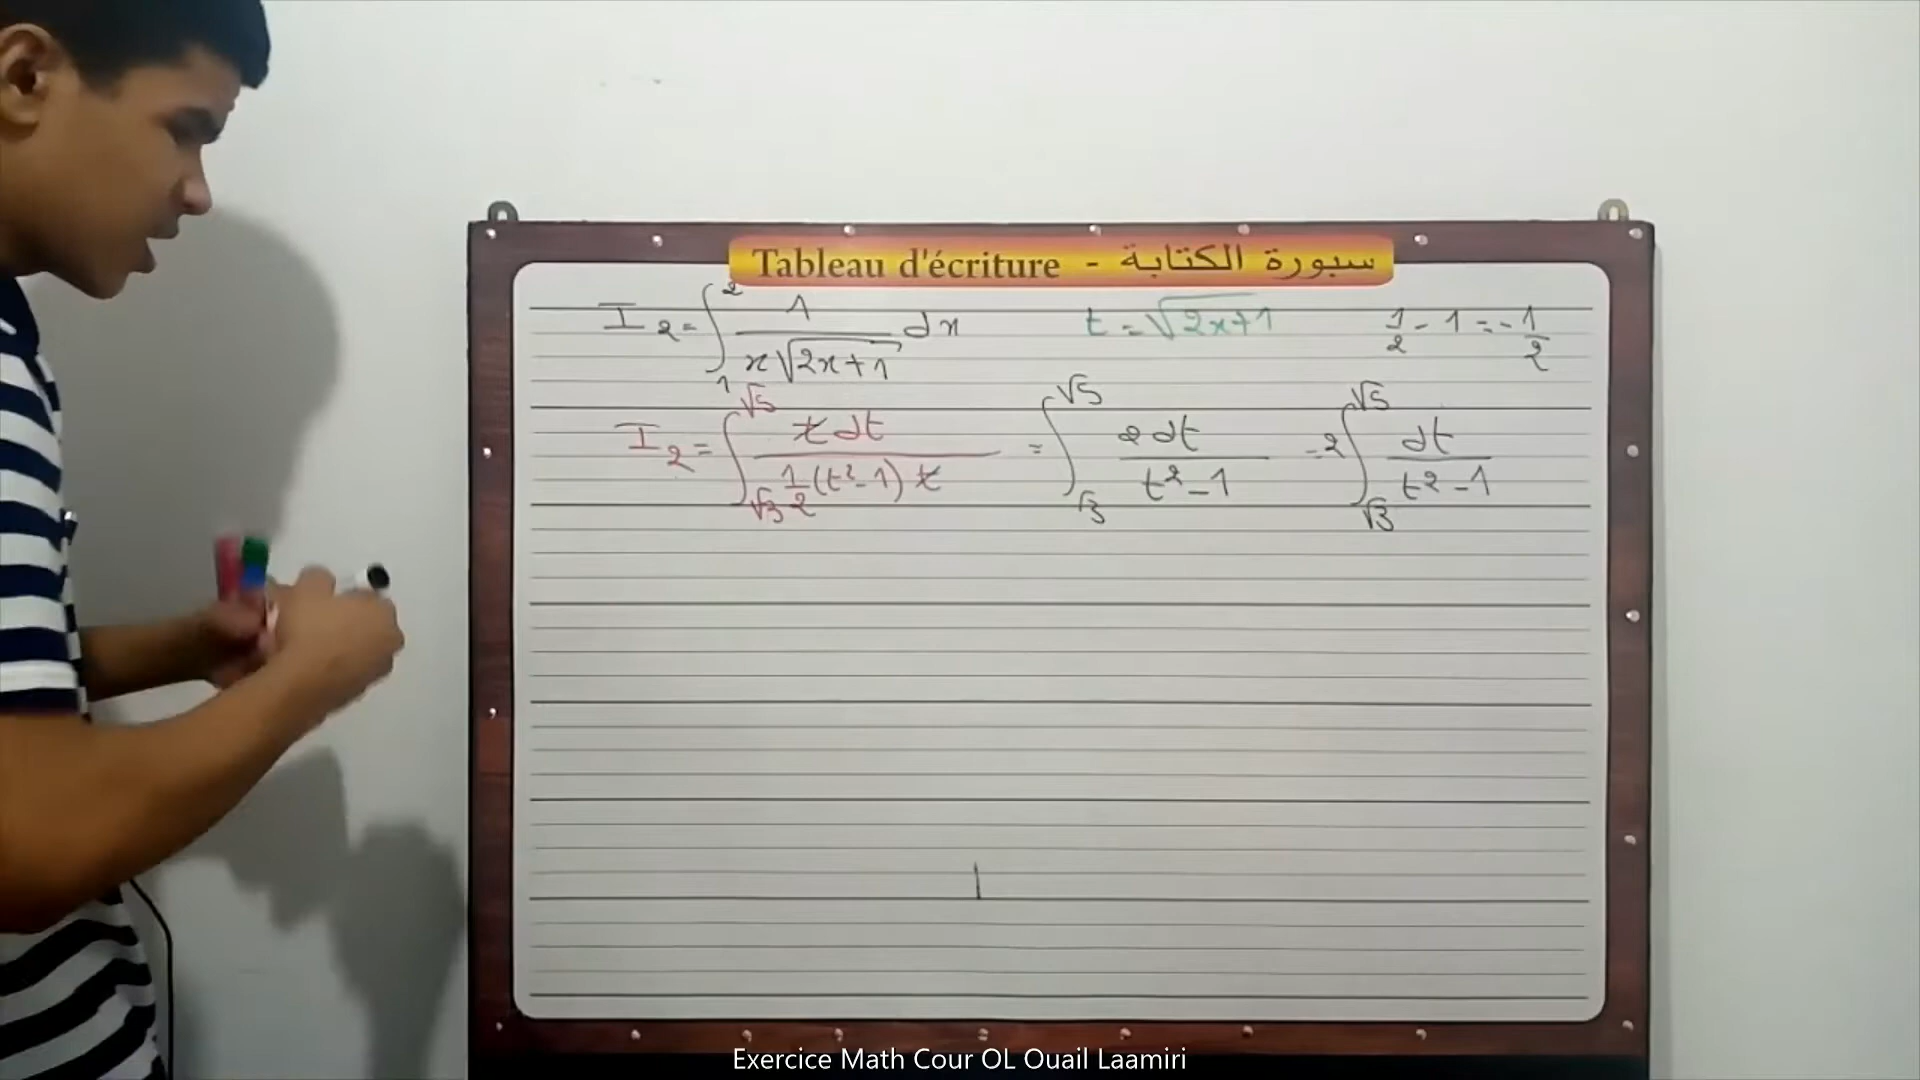 Tableau d'écriture - سبورة الكتابة
I₂ = ∫₁² 1/(x√(2x+1)) dx    t = √(2x+1)    1/2 - 1 = -1/2
I₂ = ∫_√3^√5 t dt/(1/2(t²-1) t) = ∫_√3^√5 2 dt/(t²-1) = 2∫_√3^√5 dt/(t²-1)
Exercice Math Cour OL Ouail Laamiri